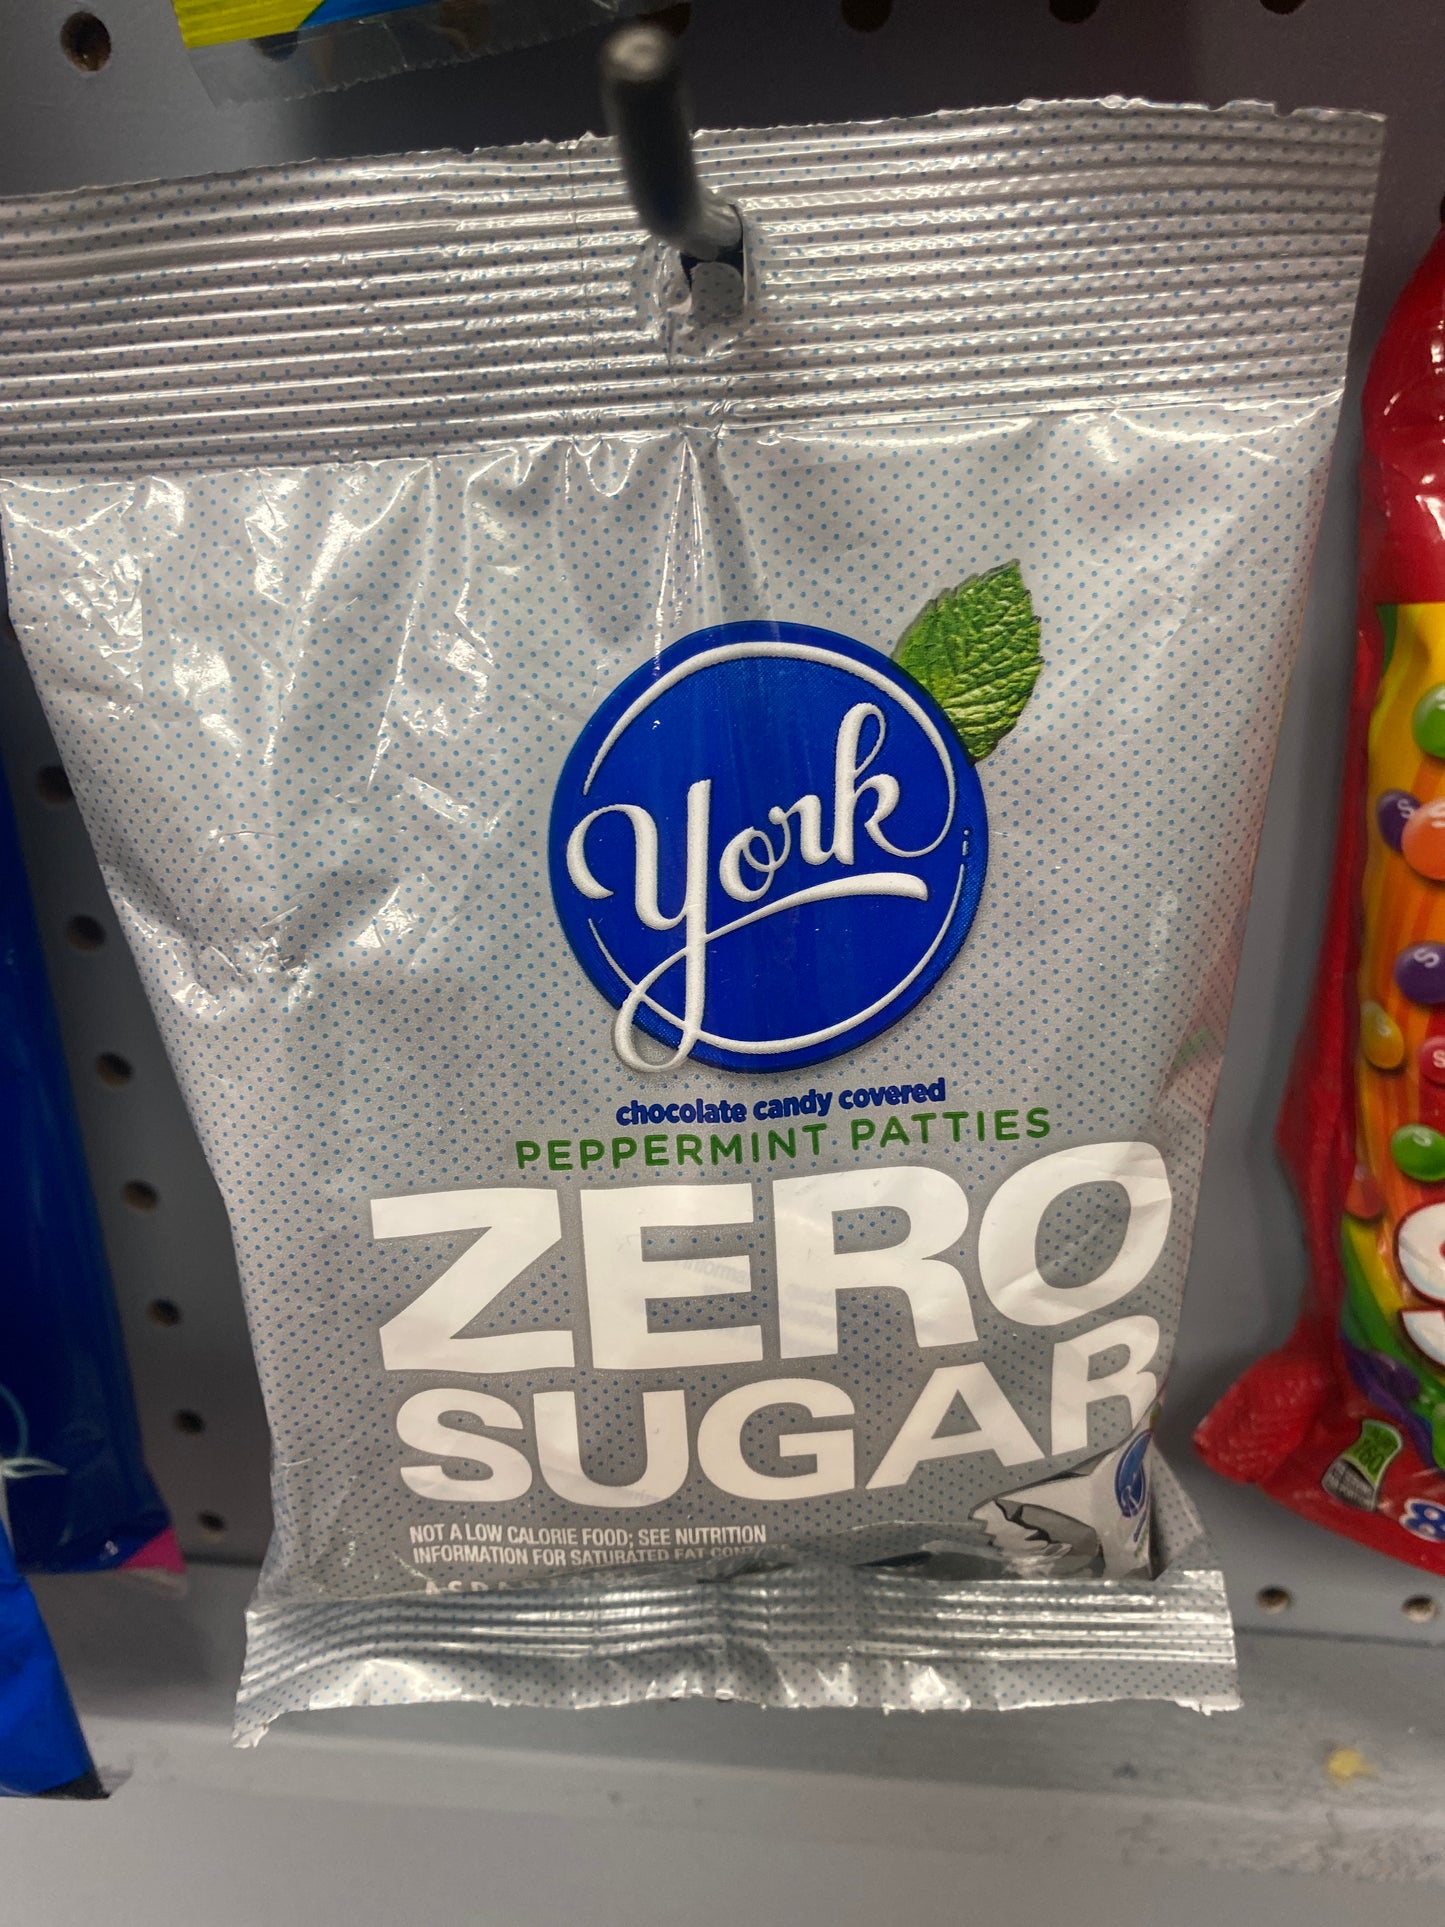 York
chocolate candy covered
PEPPERMINT PATTIES
ZERO
SUGAR
NOT A LOW CALORIE FOOD; SEE NUTRITION
INFORMATION FOR SATURATED FAT